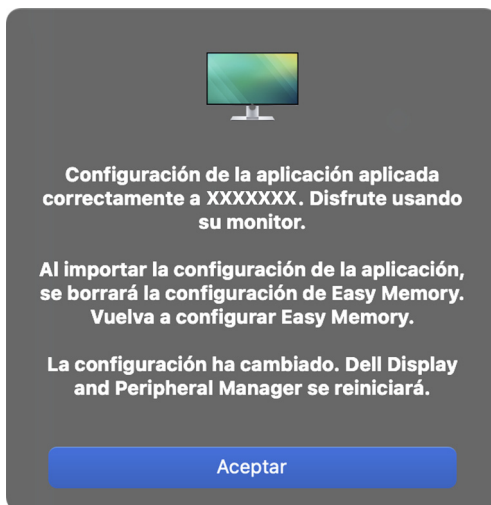 Configuración de la aplicación aplicada
correctamente a XXXXXXX. Disfrute usando
su monitor.
Al importar la configuración de la aplicación,
se borrará la configuración de Easy Memory.
Vuelva a configurar Easy Memory.
La configuración ha cambiado. Dell Display
and Peripheral Manager se reiniciará.
Aceptar